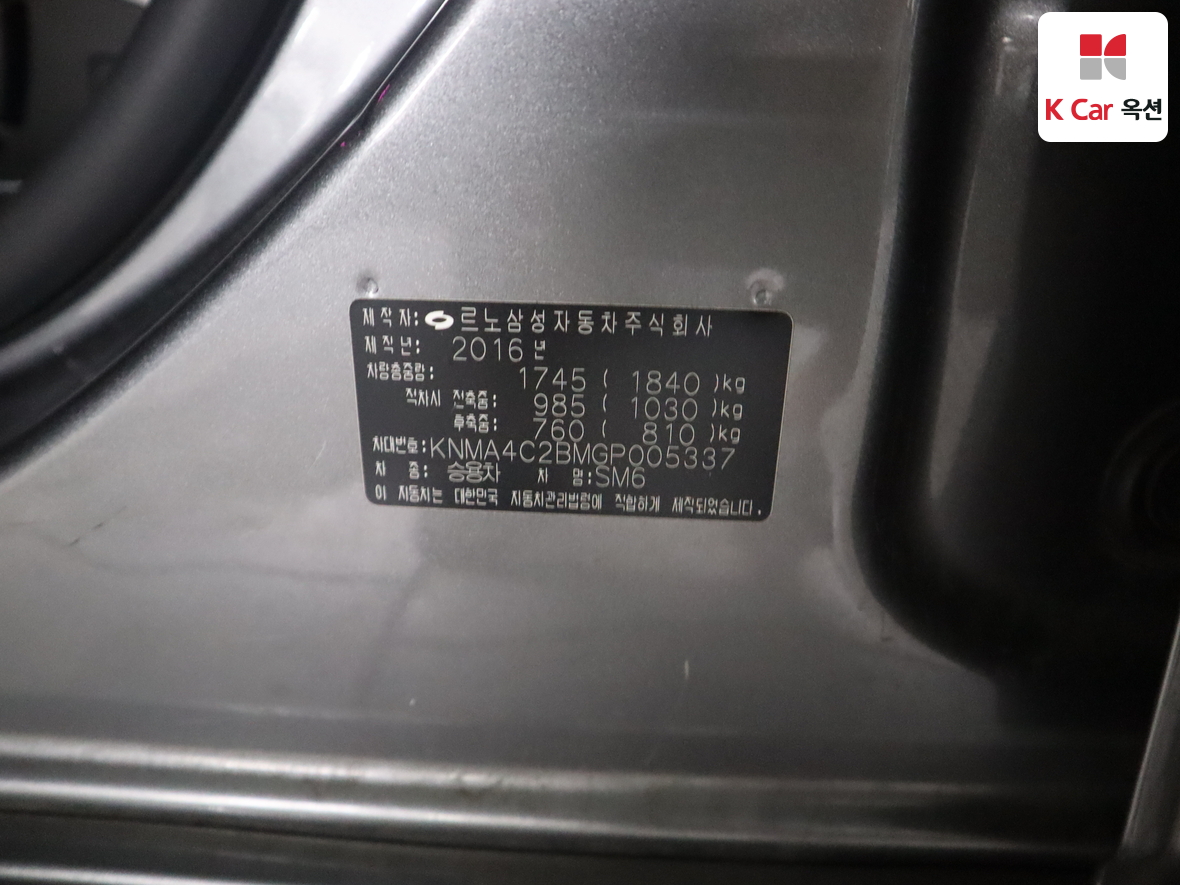 K Car 옥션
제작자: 르노삼성자동차주식회사
제작년: 2016년
차량총중량: 1745 ( 1840 )kg
적차시 전축중: 985 ( 1030 )kg
후축중: 760 ( 810 )kg
차대번호:KNMA4C2BMGP005337
차 종: 승용차 차 명:SM6
이 자동차는 대한민국 자동차관리법령에 적합하게 제작되었습니다.